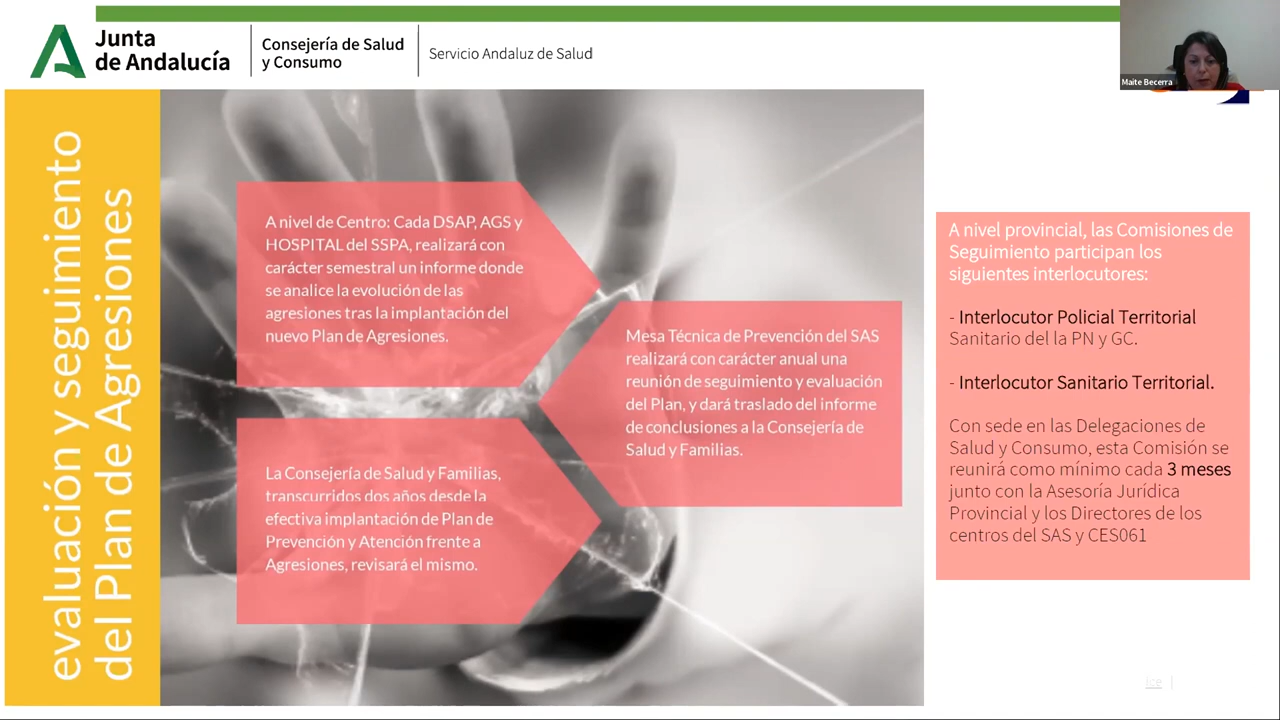 Junta
de Andalucía
Consejería de Salud
y Consumo
Servicio Andaluz de Salud
Maite Becerra
evaluación y seguimiento
del Plan de Agresiones
A nivel de Centro: Cada DSAP, AGS y
HOSPITAL del SSPA, realizará con
carácter semestral un informe donde
se analice la evolución de las
agresiones tras la implantación del
nuevo Plan de Agresiones.
Mesa Técnica de Prevención del SAS
realizará con carácter anual una
reunión de seguimiento y evaluación
del Plan, y dará traslado del informe
de conclusiones a la Consejería de
Salud y Familias.
La Consejería de Salud y Familias,
transcurridos dos años desde la
efectiva implantación de Plan de
Prevención y Atención frente a
Agresiones, revisará el mismo.
A nivel provincial, las Comisiones de
Seguimiento participan los
siguientes interlocutores:
- Interlocutor Policial Territorial
Sanitario del la PN y GC.
- Interlocutor Sanitario Territorial.
Con sede en las Delegaciones de
Salud y Consumo, esta Comisión se
reunirá como mínimo cada 3 meses
junto con la Asesoría Jurídica
Provincial y los Directores de los
centros del SAS y CES061